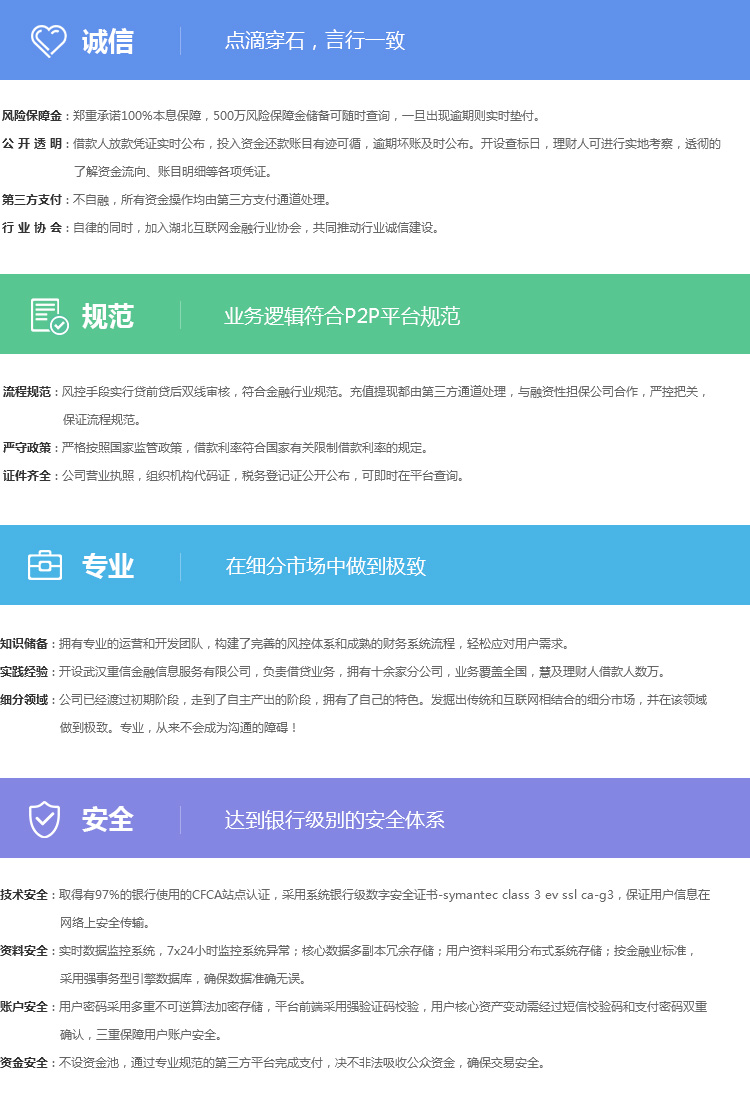 诚信
点滴穿石，言行一致
风险保障金：郑重承诺100%本息保障，500万风险保障金储备可随时查询，一旦出现逾期则实时垫付。
公 开 透 明：借款人放款凭证实时公布，投入资金还款账目有迹可循，逾期坏账及时公布。开设查标日，理财人可进行实地考察，透彻的
了解资金流向、账目明细等各项凭证。
第三方支付：不自融，所有资金操作均由第三方支付通道处理。
行 业 协 会：自律的同时，加入湖北互联网金融行业协会，共同推动行业诚信建设。
规范
业务逻辑符合P2P平台规范
流程规范：风控手段实行贷前贷后双线审核，符合金融行业规范。充值提现都由第三方通道处理，与融资性担保公司合作，严控把关，
保证流程规范。
严守政策：严格按照国家监管政策，借款利率符合国家有关限制借款利率的规定。
证件齐全：公司营业执照，组织机构代码证，税务登记证公开公布，可即时在平台查询。
专业
在细分市场中做到极致
知识储备：拥有专业的运营和开发团队，构建了完善的风控体系和成熟的财务系统流程，轻松应对用户需求。
实践经验：开设武汉重信金融信息服务有限公司，负责借贷业务，拥有十余家分公司，业务覆盖全国，慧及理财人借款人数万。
细分领域：公司已经渡过初期阶段，走到了自主产出的阶段，拥有了自己的特色。发掘出传统和互联网相结合的细分市场，并在该领域
做到极致。专业，从来不会成为沟通的障碍！
安全
达到银行级别的安全体系
技术安全：取得有97%的银行使用的CFCA站点认证，采用系统银行级数字安全证书-symantec class 3 ev ssl ca-g3，保证用户信息在
网络上安全传输。
资料安全：实时数据监控系统，7x24小时监控系统异常；核心数据多副本冗余存储；用户资料采用分布式系统存储；按金融业标准，
采用强事务型引擎数据库，确保数据准确无误。
账户安全：用户密码采用多重不可逆算法加密存储，平台前端采用强验证码校验，用户核心资产变动需经过短信校验码和支付密码双重
确认，三重保障用户账户安全。
资金安全：不设资金池，通过专业规范的第三方平台完成支付，决不非法吸收公众资金，确保交易安全。